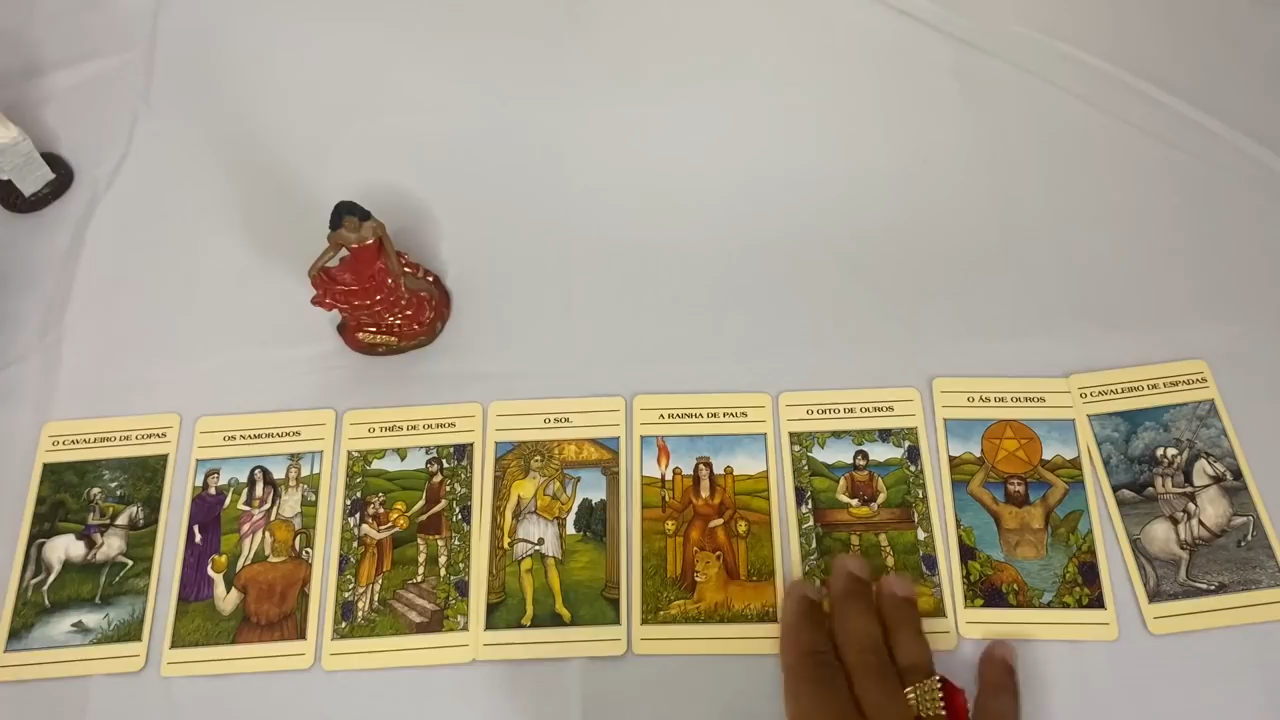 O CAVALEIRO DE COPAS
OS NAMORADOS
O TRÊS DE OUROS
O SOL
A RAINHA DE PAUS
O OITO DE OUROS
O ÁS DE OUROS
O CAVALEIRO DE ESPADAS